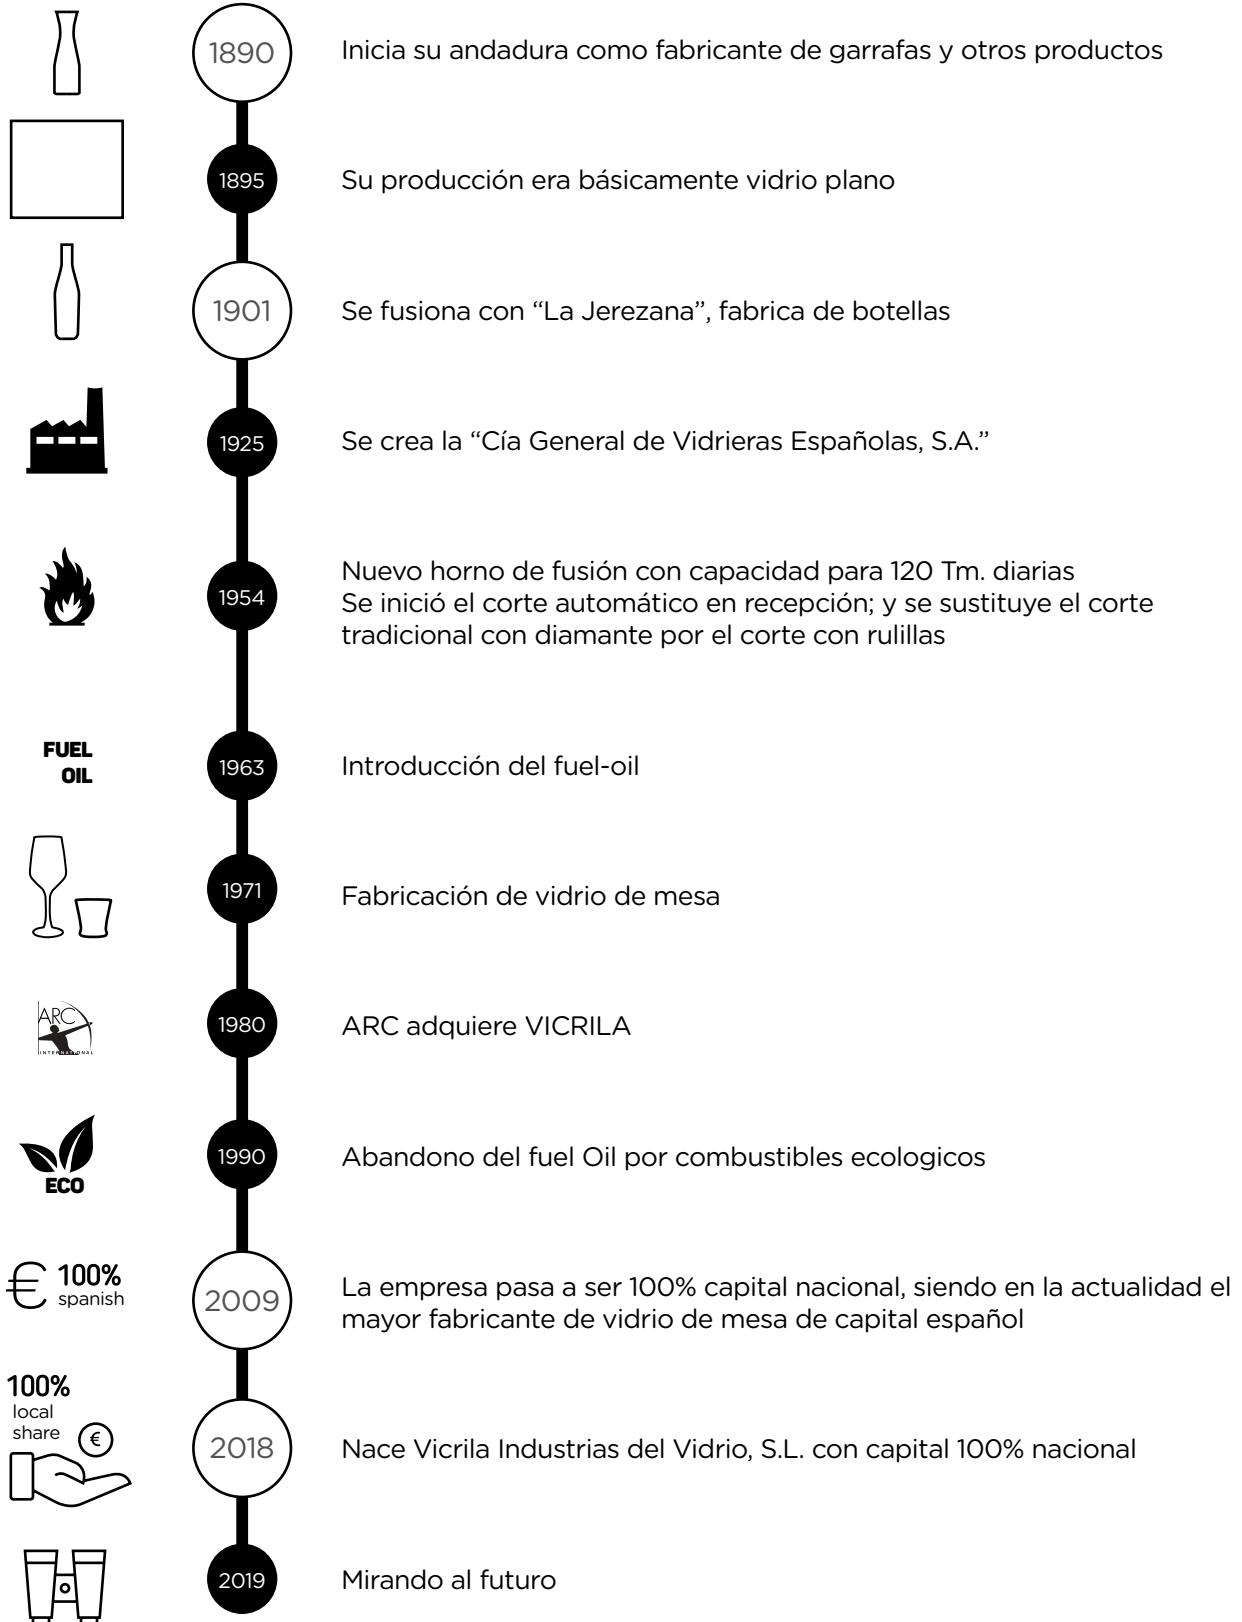 1890
Inicia su andadura como fabricante de garrafas y otros productos
1895
Su producción era básicamente vidrio plano
1901
Se fusiona con “La Jerezana”, fabrica de botellas
1925
Se crea la “Cía General de Vidrieras Españolas, S.A.”
1954
Nuevo horno de fusión con capacidad para 120 Tm. diarias
Se inició el corte automático en recepción; y se sustituye el corte
tradicional con diamante por el corte con rulillas
FUEL
OIL
1963
Introducción del fuel-oil
1971
Fabricación de vidrio de mesa
ARC
INTERNATIONAL
1980
ARC adquiere VICRILA
ECO
1990
Abandono del fuel Oil por combustibles ecologicos
€ 100%
spanish
2009
La empresa pasa a ser 100% capital nacional, siendo en la actualidad el
mayor fabricante de vidrio de mesa de capital español
100%
local
share
€
2018
Nace Vicrila Industrias del Vidrio, S.L. con capital 100% nacional
2019
Mirando al futuro